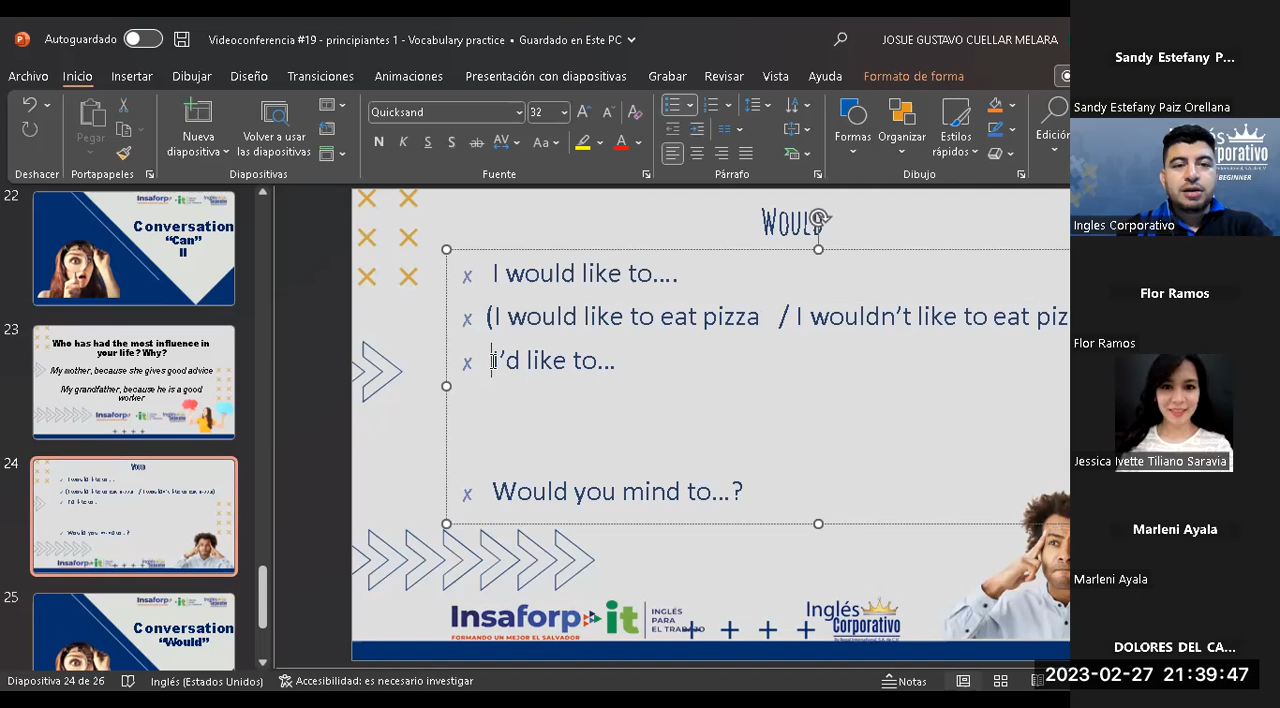 Autoguardado
Videoconferencia #19 - principiantes 1 - Vocabulary practice • Guardado en Este PC
JOSUE GUSTAVO CUELLAR MELARA
Archivo Inicio Insertar Dibujar Diseño Transiciones Animaciones Presentación con diapositivas Grabar Revisar Vista Ayuda Formato de forma
Pegar
Nueva diapositiva
Volver a usar las diapositivas
Quicksand 32
N K S S ab AV Aa A
Formas Organizar Estilos rápidos Edición
Deshacer Portapapeles Diapositivas Fuente Párrafo Dibujo
22
Conversation
“Can”
II
23
Who has had the most influence in
your life? Why?
My mother, because she gives good advice
My grandfather, because he is a good
worker
24
Would
25
Conversation
“Would”
Would
I would like to....
(I would like to eat pizza / I wouldn’t like to eat piz
I’d like to...
Would you mind to...?
Insaforp it
INGLÉS
PARA
EL TRABAJO
FORMANDO UN MEJOR EL SALVADOR
Inglés
Corporativo
Diapositiva 24 de 26
Inglés (Estados Unidos)
Accesibilidad: es necesario investigar
Notas
Sandy Estefany P...
Sandy Estefany Paiz Orellana
BEGINNER
Ingles Corporativo
Flor Ramos
Flor Ramos
Jessica Ivette Tiliano Saravia
Marleni Ayala
Marleni Ayala
DOLORES DEL CA...
2023-02-27 21:39:47